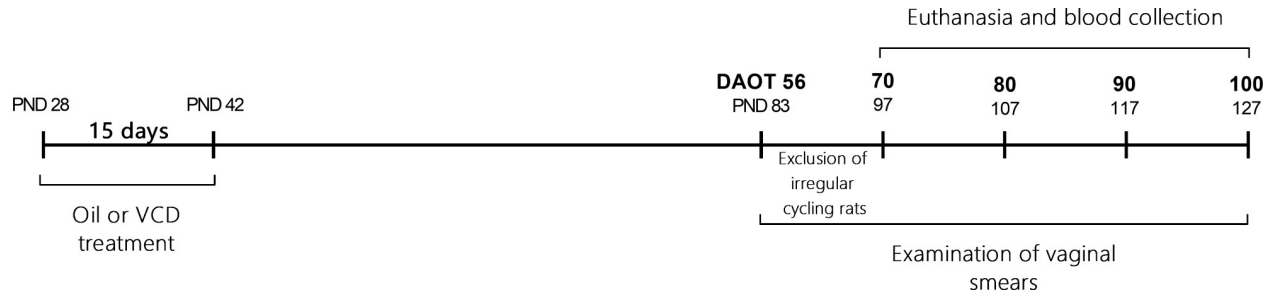 Euthanasia and blood collection
DAOT 56 70 80 90 100
PND 28 PND 42 PND 83 97 107 117 127
15 days
Exclusion of
irregular
cycling rats
Oil or VCD
treatment
Examination of vaginal
smears